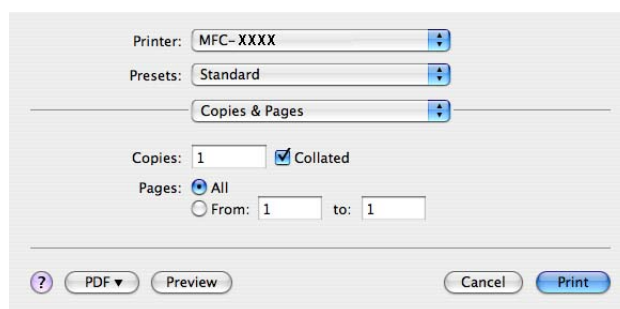 Printer: MFC-XXXX
Presets: Standard
Copies & Pages
Copies: 1 Collated
Pages: All
From: 1 to: 1
? PDF▼ Preview Cancel Print